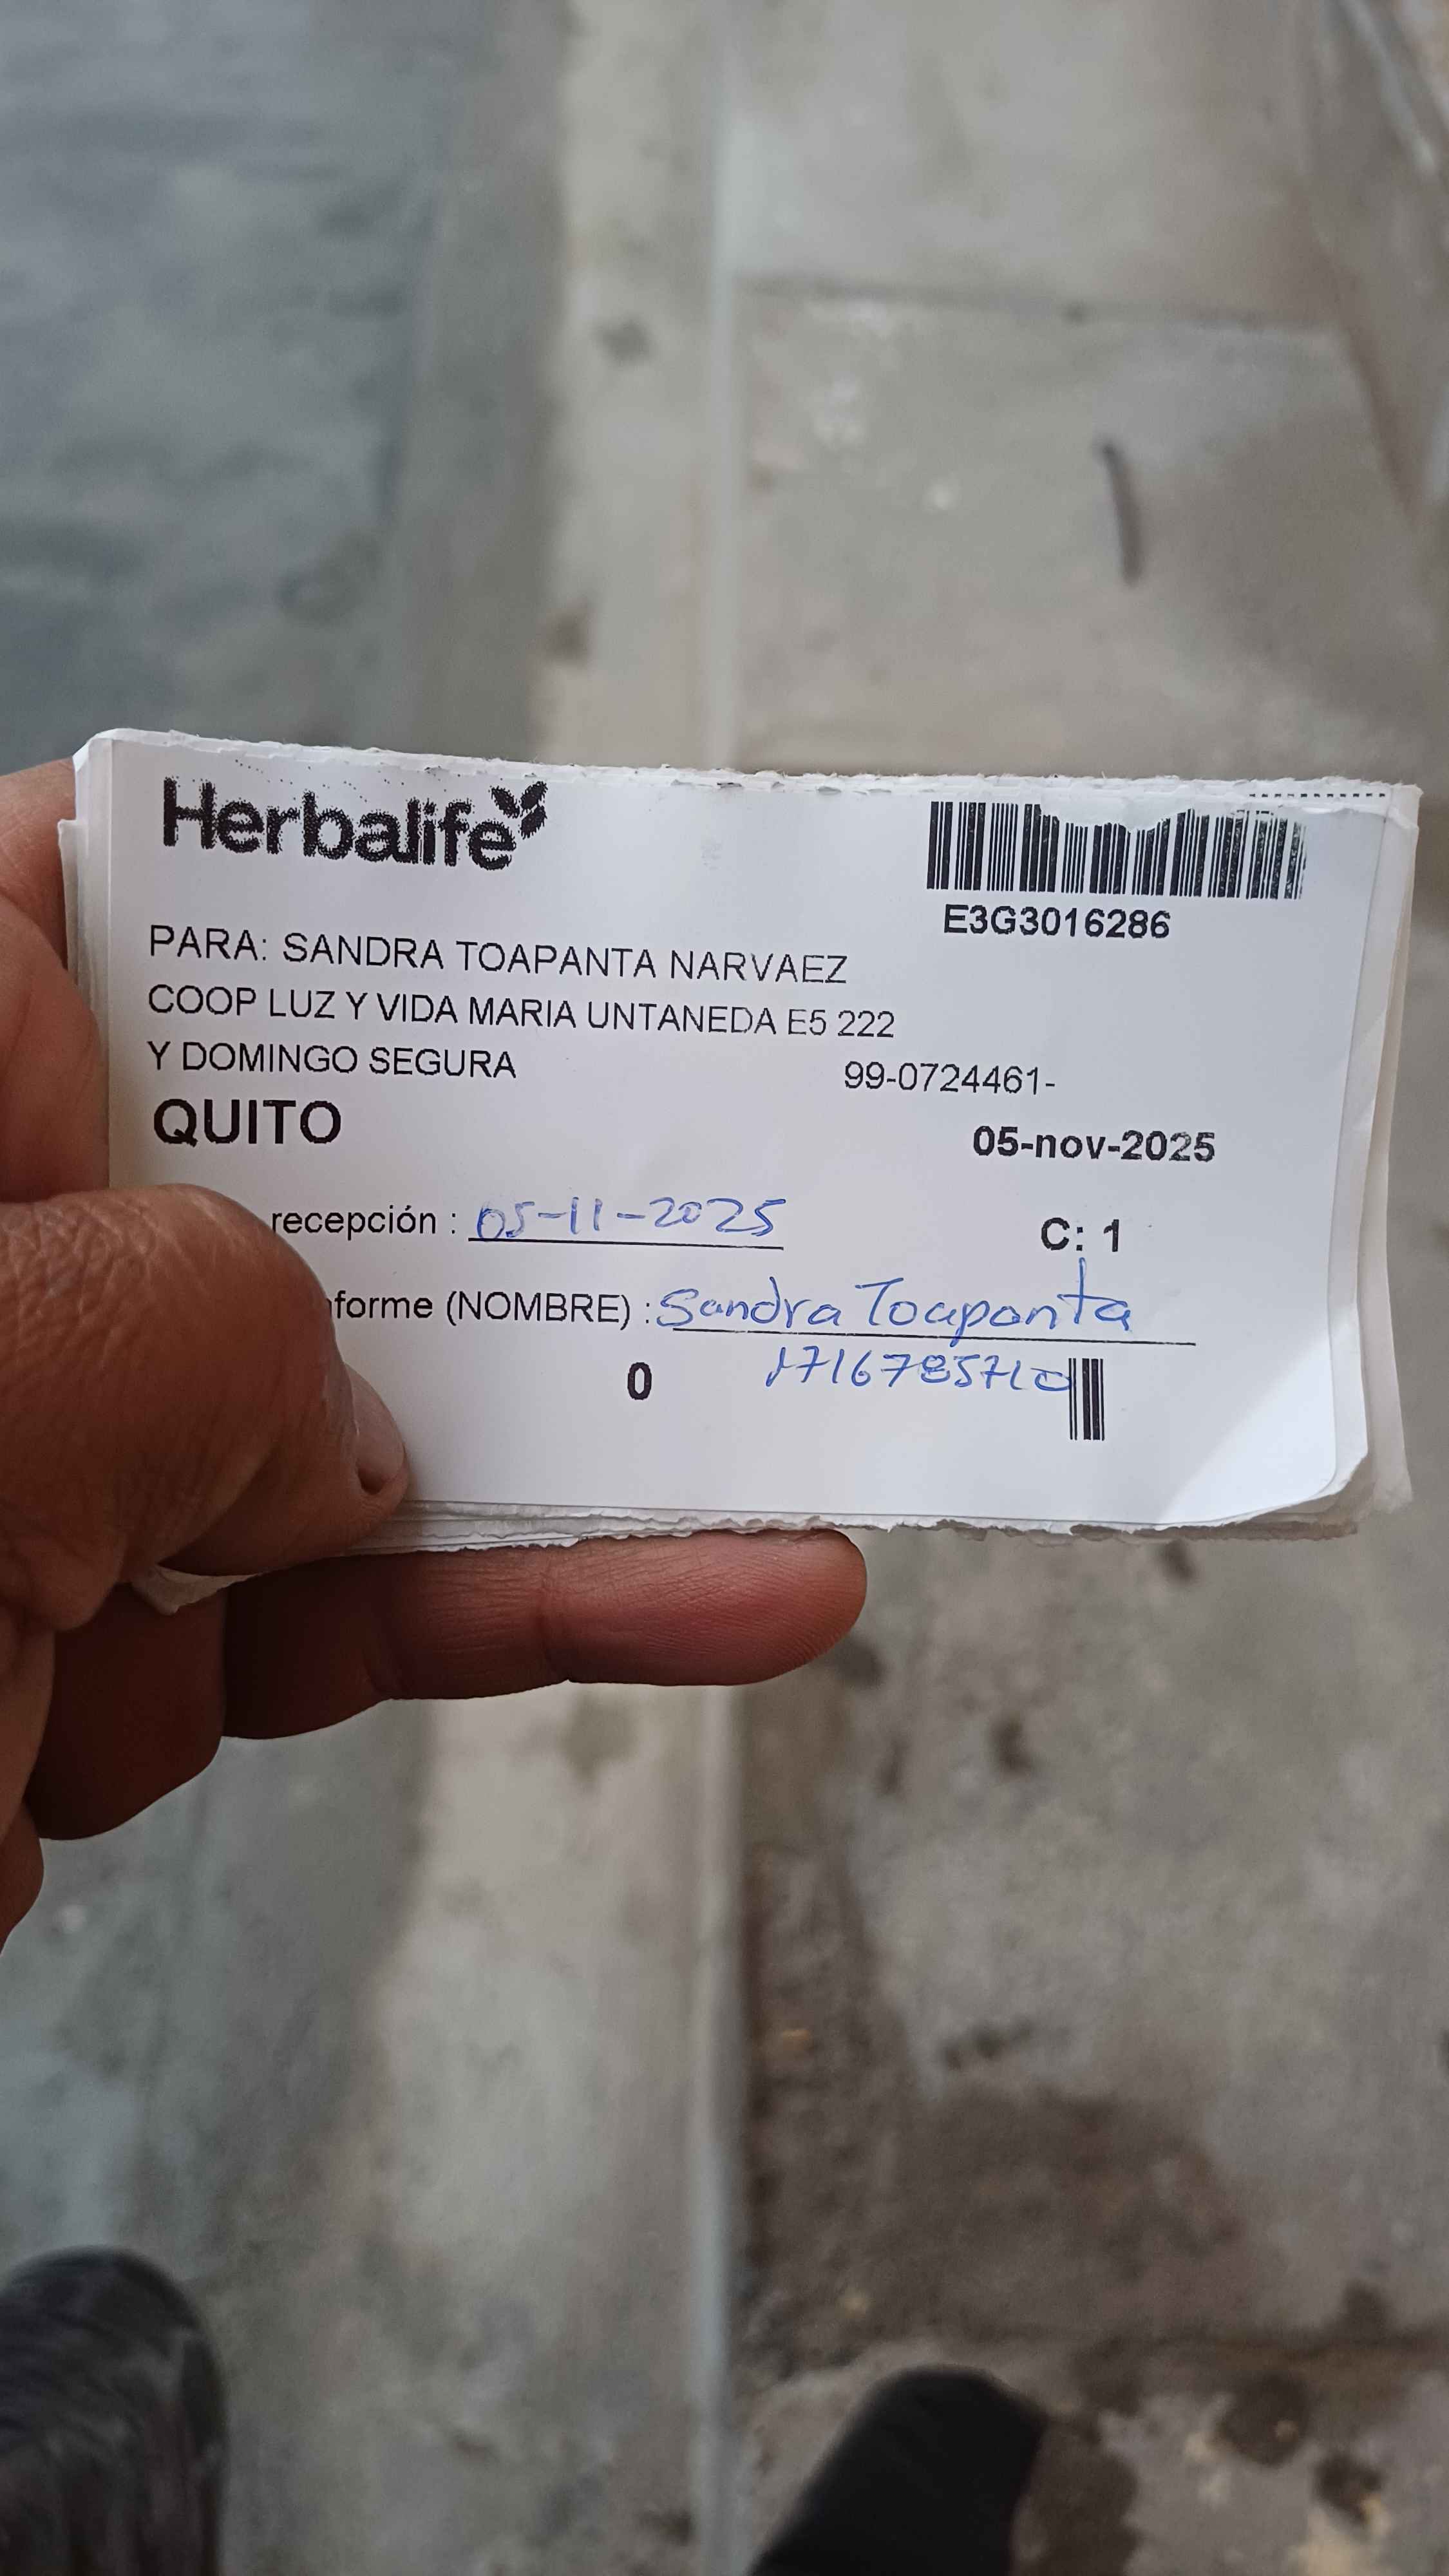 Herbalife
E3G3016286
PARA: SANDRA TOAPANTA NARVAEZ
COOP LUZ Y VIDA MARIA UNTANEDA E5 222
Y DOMINGO SEGURA
99-0724461-
QUITO
05-nov-2025
recepción : 05-11-2025
C: 1
nforme (NOMBRE) : Sandra Toapanta
0
1716785710